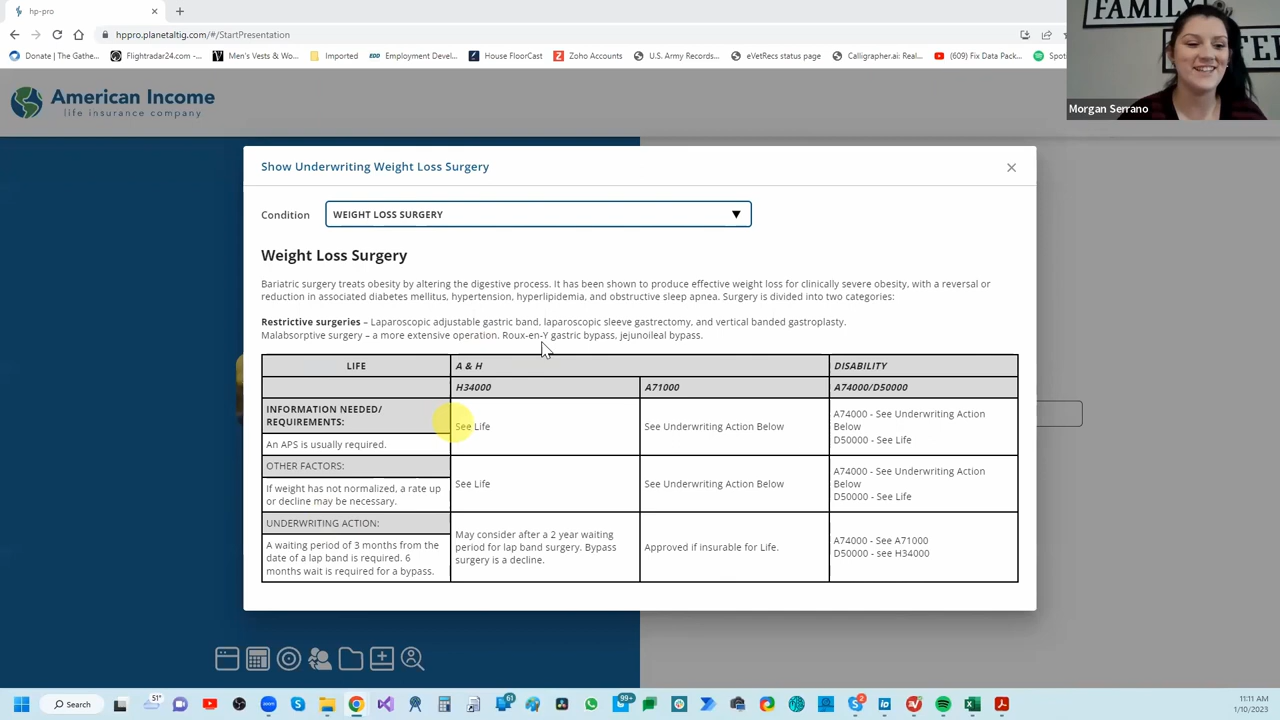 hp-pro
hppro.planetaltig.com/#/StartPresentation
Donate | The Gathe...
Flightradar24.com -...
Men's Vests & Wo...
Imported
EDD
Employment Devel...
House FloorCast
Zoho Accounts
U.S. Army Records...
eVetRecs status page
Calligrapher.ai: Real...
(609) Fix Data Pack...
Spot
FAMILY
Morgan Serrano
American Income
life insurance company
Show Underwriting Weight Loss Surgery
Condition
WEIGHT LOSS SURGERY
Weight Loss Surgery
Bariatric surgery treats obesity by altering the digestive process. It has been shown to produce effective weight loss for clinically severe obesity, with a reversal or
reduction in associated diabetes mellitus, hypertension, hyperlipidemia, and obstructive sleep apnea. Surgery is divided into two categories:
Restrictive surgeries – Laparoscopic adjustable gastric band, laparoscopic sleeve gastrectomy, and vertical banded gastroplasty.
Malabsorptive surgery – a more extensive operation. Roux-en-Y gastric bypass, jejunoileal bypass.
LIFE
A & H
DISABILITY
H34000
A71000
A74000/D50000
INFORMATION NEEDED/
REQUIREMENTS:
An APS is usually required.
See Life
See Underwriting Action Below
A74000 - See Underwriting Action
Below
D50000 - See Life
OTHER FACTORS:
If weight has not normalized, a rate up
or decline may be necessary.
See Life
See Underwriting Action Below
A74000 - See Underwriting Action
Below
D50000 - See Life
UNDERWRITING ACTION:
A waiting period of 3 months from the
date of a lap band is required. 6
months wait is required for a bypass.
May consider after a 2 year waiting
period for lap band surgery. Bypass
surgery is a decline.
Approved if insurable for Life.
A74000 - See A71000
D50000 - see H34000
Search
51°
61
99+
2
11:11 AM
1/10/2023